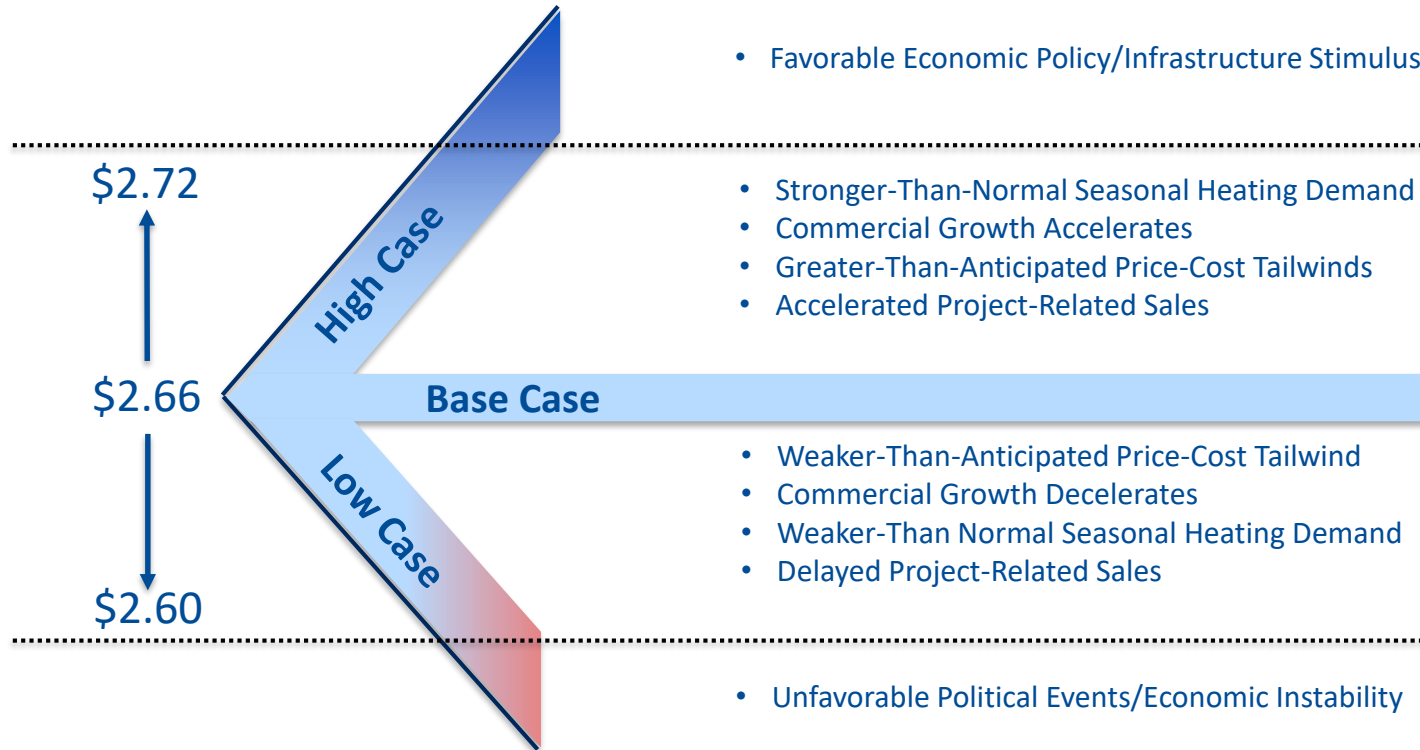 • Favorable Economic Policy/Infrastructure Stimulus
$2.72
• Stronger-Than-Normal Seasonal Heating Demand
• Commercial Growth Accelerates
• Greater-Than-Anticipated Price-Cost Tailwinds
• Accelerated Project-Related Sales
High Case
$2.66
Base Case
Low Case
• Weaker-Than-Anticipated Price-Cost Tailwind
• Commercial Growth Decelerates
• Weaker-Than Normal Seasonal Heating Demand
• Delayed Project-Related Sales
$2.60
• Unfavorable Political Events/Economic Instability